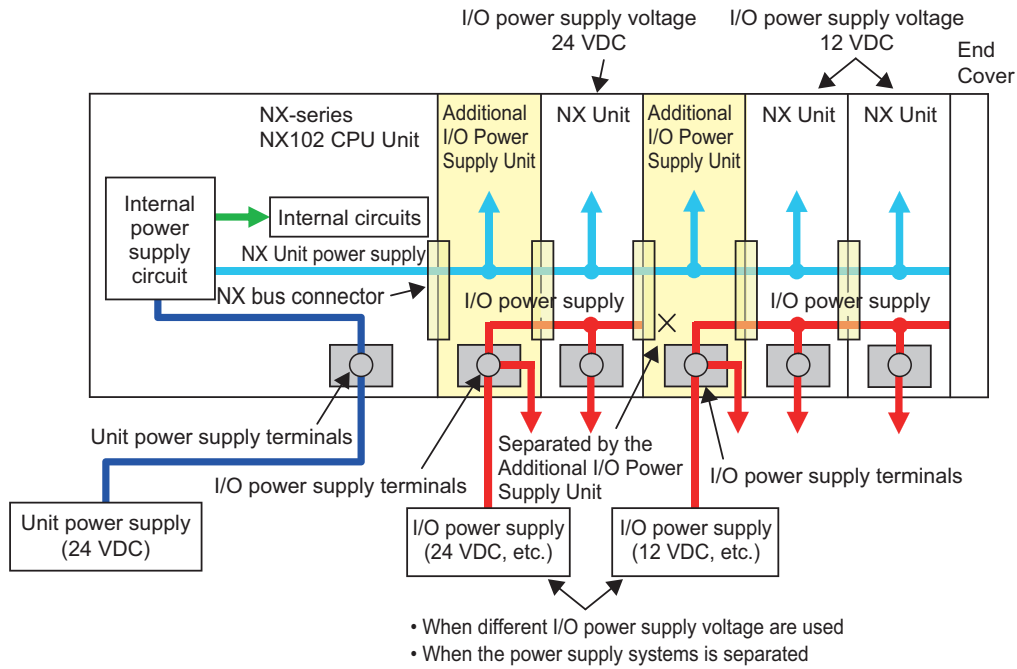 I/O power supply voltage
24 VDC
I/O power supply voltage
12 VDC
End
Cover
NX-series
NX102 CPU Unit
Additional
I/O Power
Supply Unit
NX Unit
Additional
I/O Power
Supply Unit
NX Unit
NX Unit
Internal
power
supply
circuit
Internal circuits
NX Unit power supply
NX bus connector
I/O power supply
I/O power supply
Unit power supply terminals
I/O power supply terminals
Separated by the
Additional I/O Power
Supply Unit
I/O power supply terminals
Unit power supply
(24 VDC)
I/O power supply
(24 VDC, etc.)
I/O power supply
(12 VDC, etc.)
• When different I/O power supply voltage are used
• When the power supply systems is separated